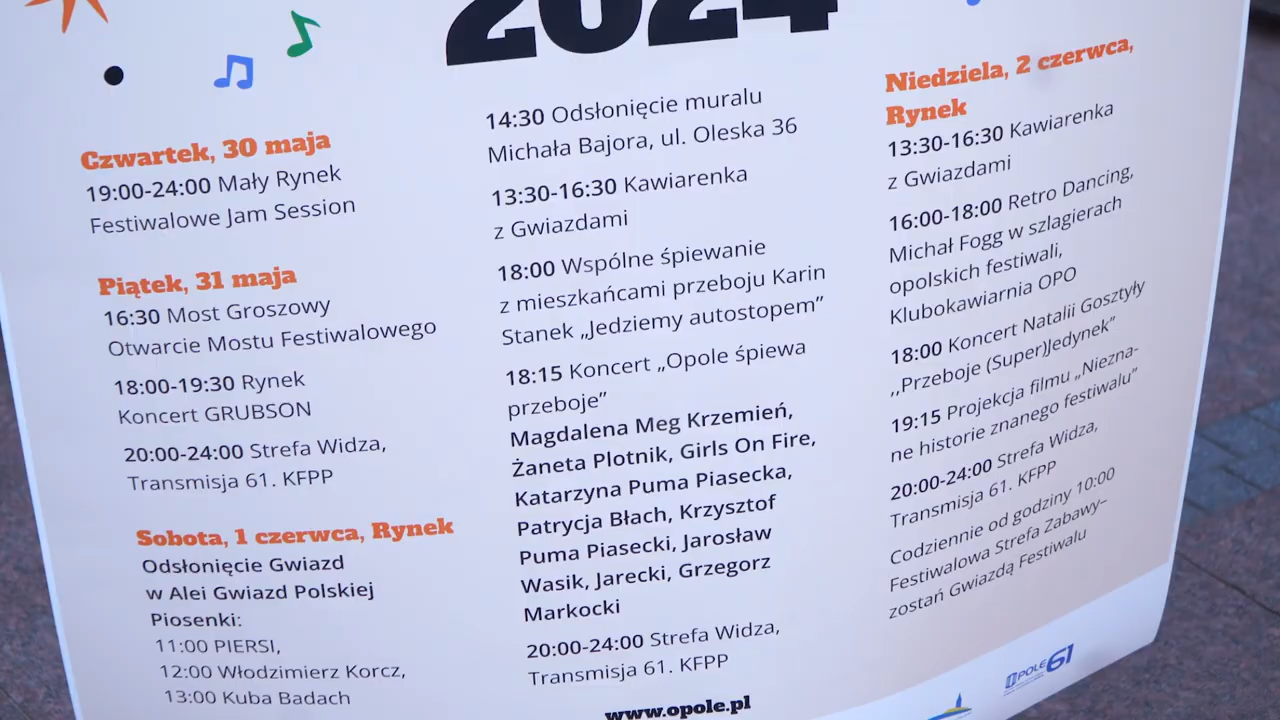 2024
Czwartek, 30 maja
19:00-24:00 Mały Rynek
Festiwalowe Jam Session
Piątek, 31 maja
16:30 Most Groszowy
Otwarcie Mostu Festiwalowego
18:00-19:30 Rynek
Koncert GRUBSON
20:00-24:00 Strefa Widza,
Transmisja 61. KFPP
Sobota, 1 czerwca, Rynek
Odsłonięcie Gwiazd
w Alei Gwiazd Polskiej
Piosenki:
11:00 PIERSI,
12:00 Włodzimierz Korcz,
13:00 Kuba Badach
14:30 Odsłonięcie muralu
Michała Bajora, ul. Oleska 36
13:30-16:30 Kawiarenka
z Gwiazdami
18:00 Wspólne śpiewanie
z mieszkańcami przeboju Karin
Stanek „Jedziemy autostopem”
18:15 Koncert „Opole śpiewa
przeboje”
Magdalena Meg Krzemień,
Żaneta Plotnik, Girls On Fire,
Katarzyna Puma Piasecka,
Patrycja Błach, Krzysztof
Puma Piasecki, Jarosław
Wasik, Jarecki, Grzegorz
Markocki
20:00-24:00 Strefa Widza,
Transmisja 61. KFPP
www.opole.pl
Niedziela, 2 czerwca,
Rynek
13:30-16:30 Kawiarenka
z Gwiazdami
16:00-18:00 Retro Dancing,
Michał Fogg w szlagierach
opolskich festiwali,
Klubokawiarnia OPO
18:00 Koncert Natalii Gosztyły
,,Przeboje (Super)Jedynek”
19:15 Projekcja filmu „Niezna-
ne historie znanego festiwalu”
20:00-24:00 Strefa Widza,
Transmisja 61. KFPP
Codziennie od godziny 10:00
Festiwalowa Strefa Zabawy–
zostań Gwiazdą Festiwalu
OPOLE 61